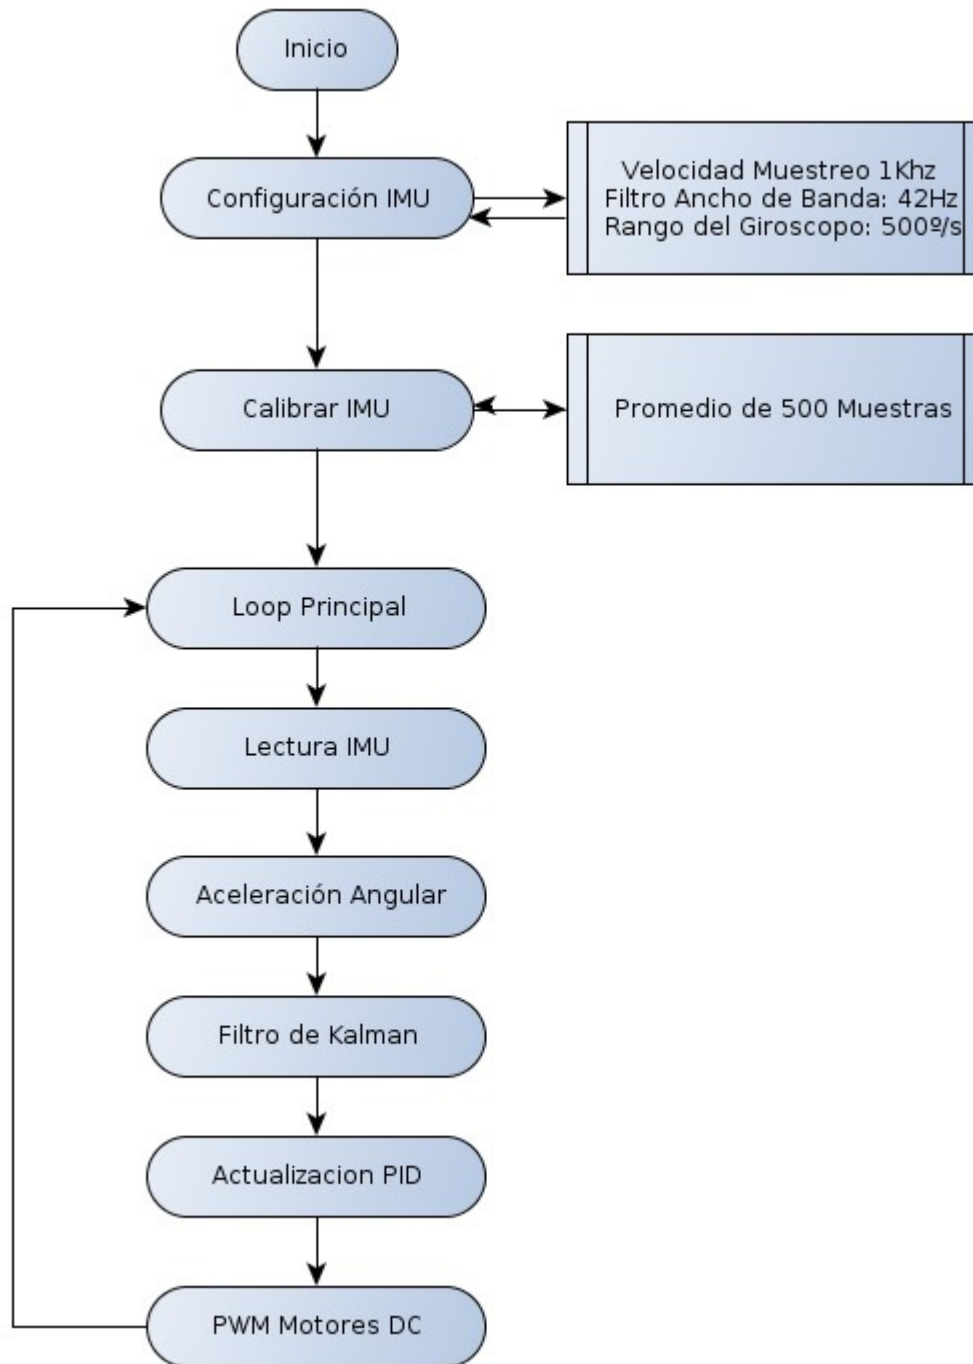 Inicio
Configuración IMU
Velocidad Muestreo 1Khz
Filtro Ancho de Banda: 42Hz
Rango del Giroscopo: 500º/s
Calibrar IMU
Promedio de 500 Muestras
Loop Principal
Lectura IMU
Aceleración Angular
Filtro de Kalman
Actualizacion PID
PWM Motores DC